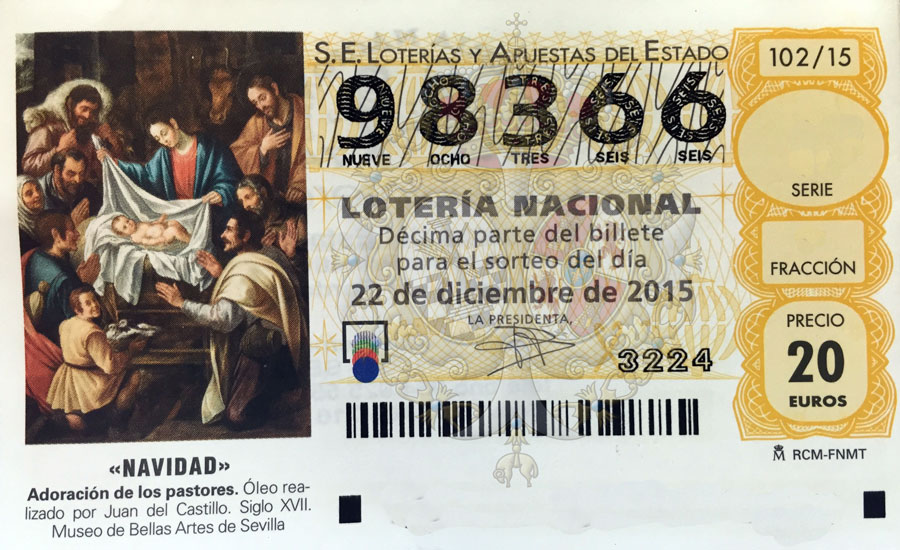 S.E. LOTERÍAS Y APUESTAS DEL ESTADO
98366
NUEVE OCHO TRES SEIS SEIS
LOTERÍA NACIONAL
Décima parte del billete
para el sorteo del día
22 de diciembre de 2015
LA PRESIDENTA,
3224
102/15
SERIE
FRACCIÓN
PRECIO
20
EUROS
RCM-FNMT
«NAVIDAD»
Adoración de los pastores. Óleo rea-
lizado por Juan del Castillo. Siglo XVII.
Museo de Bellas Artes de Sevilla